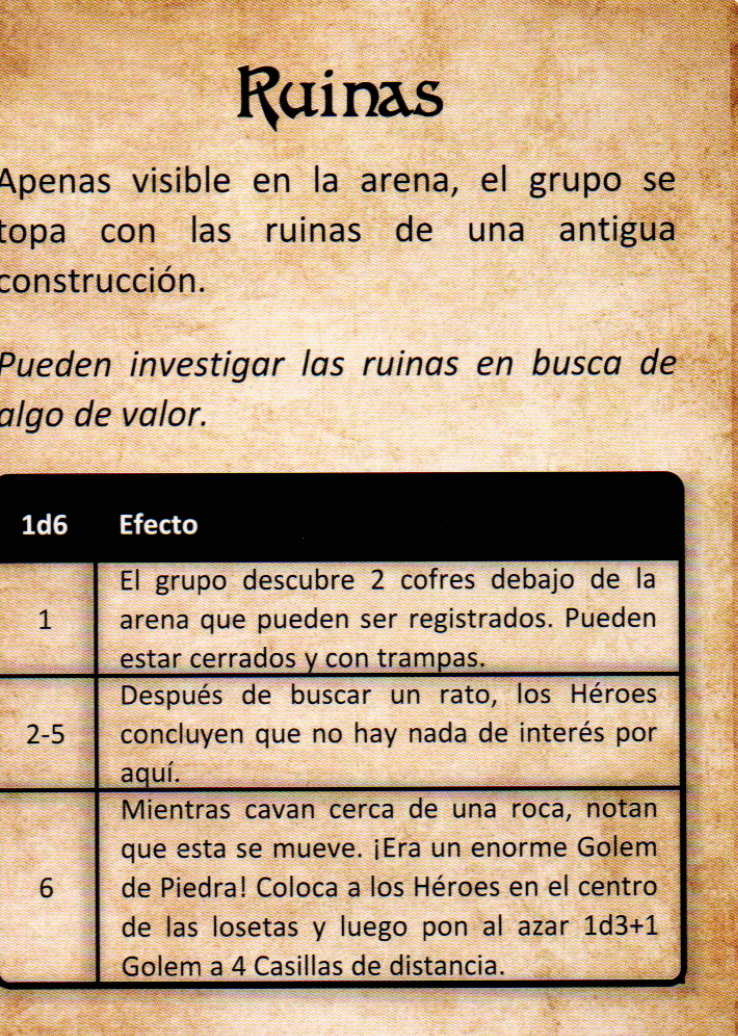 Ruinas
Apenas visible en la arena, el grupo se
topa con las ruinas de una antigua
construcción.
Pueden investigar las ruinas en busca de
algo de valor.
1d6 Efecto
El grupo descubre 2 cofres debajo de la
1 arena que pueden ser registrados. Pueden
estar cerrados y con trampas.
Después de buscar un rato, los Héroes
2-5 concluyen que no hay nada de interés por
aquí.
Mientras cavan cerca de una roca, notan
que esta se mueve. ¡Era un enorme Golem
6 de Piedra! Coloca a los Héroes en el centro
de las losetas y luego pon al azar 1d3+1
Golem a 4 Casillas de distancia.